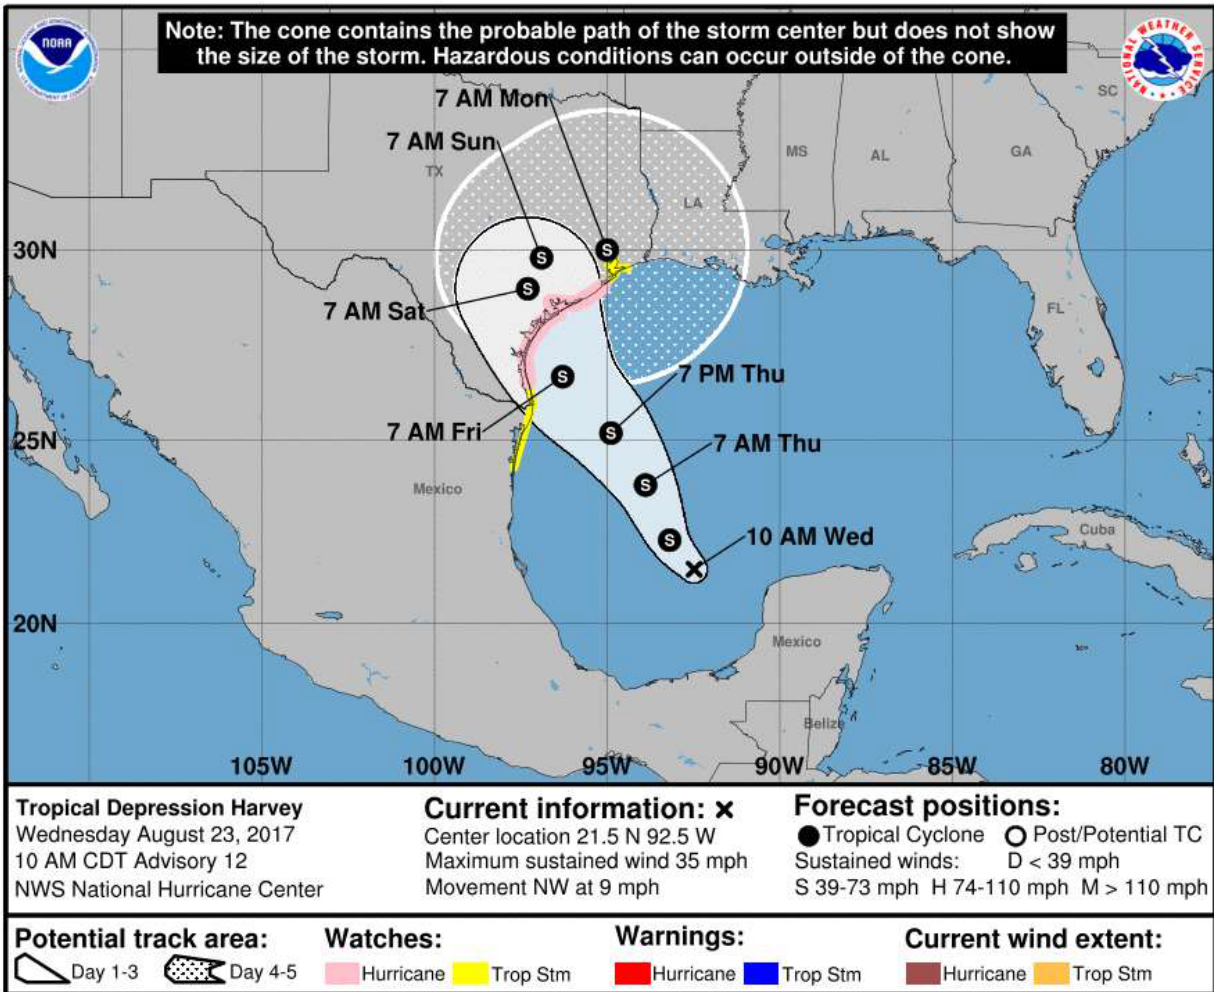 Note: The cone contains the probable path of the storm center but does not show
the size of the storm. Hazardous conditions can occur outside of the cone.
NOAA
NATIONAL WEATHER SERVICE
7 AM Mon
SC
7 AM Sun
MS
AL
GA
TX
LA
30N
7 AM Sat
FL
7 PM Thu
7 AM Fri
25N
7 AM Thu
Mexico
10 AM Wed
Cuba
20N
Mexico
Belize
S
S
S
S
S
S
S
105W 100W 95W 90W 85W 80W
Tropical Depression Harvey
Wednesday August 23, 2017
10 AM CDT Advisory 12
NWS National Hurricane Center
Current information: ×
Center location 21.5 N 92.5 W
Maximum sustained wind 35 mph
Movement NW at 9 mph
Forecast positions:
Tropical Cyclone Post/Potential TC
Sustained winds: D < 39 mph
S 39-73 mph H 74-110 mph M > 110 mph
Potential track area:
Day 1-3 Day 4-5
Watches:
Hurricane Trop Stm
Warnings:
Hurricane Trop Stm
Current wind extent:
Hurricane Trop Stm